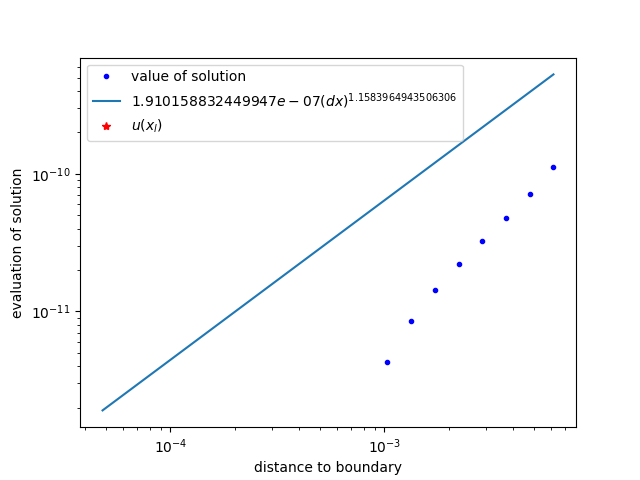 value of solution
1.910158832449947e − 07(dx)^1.1583964943506306
u(x_l)
evaluation of solution
10^−10
10^−11
10^−4
10^−3
distance to boundary